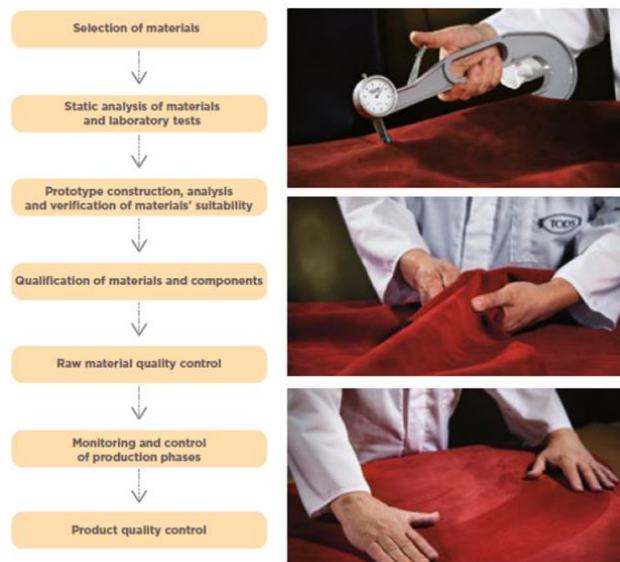 Selection of materials
Static analysis of materials
and laboratory tests
Prototype construction, analysis
and verification of materials' suitability
Qualification of materials and components
Raw material quality control
Monitoring and control
of production phases
Product quality control
TOD'S